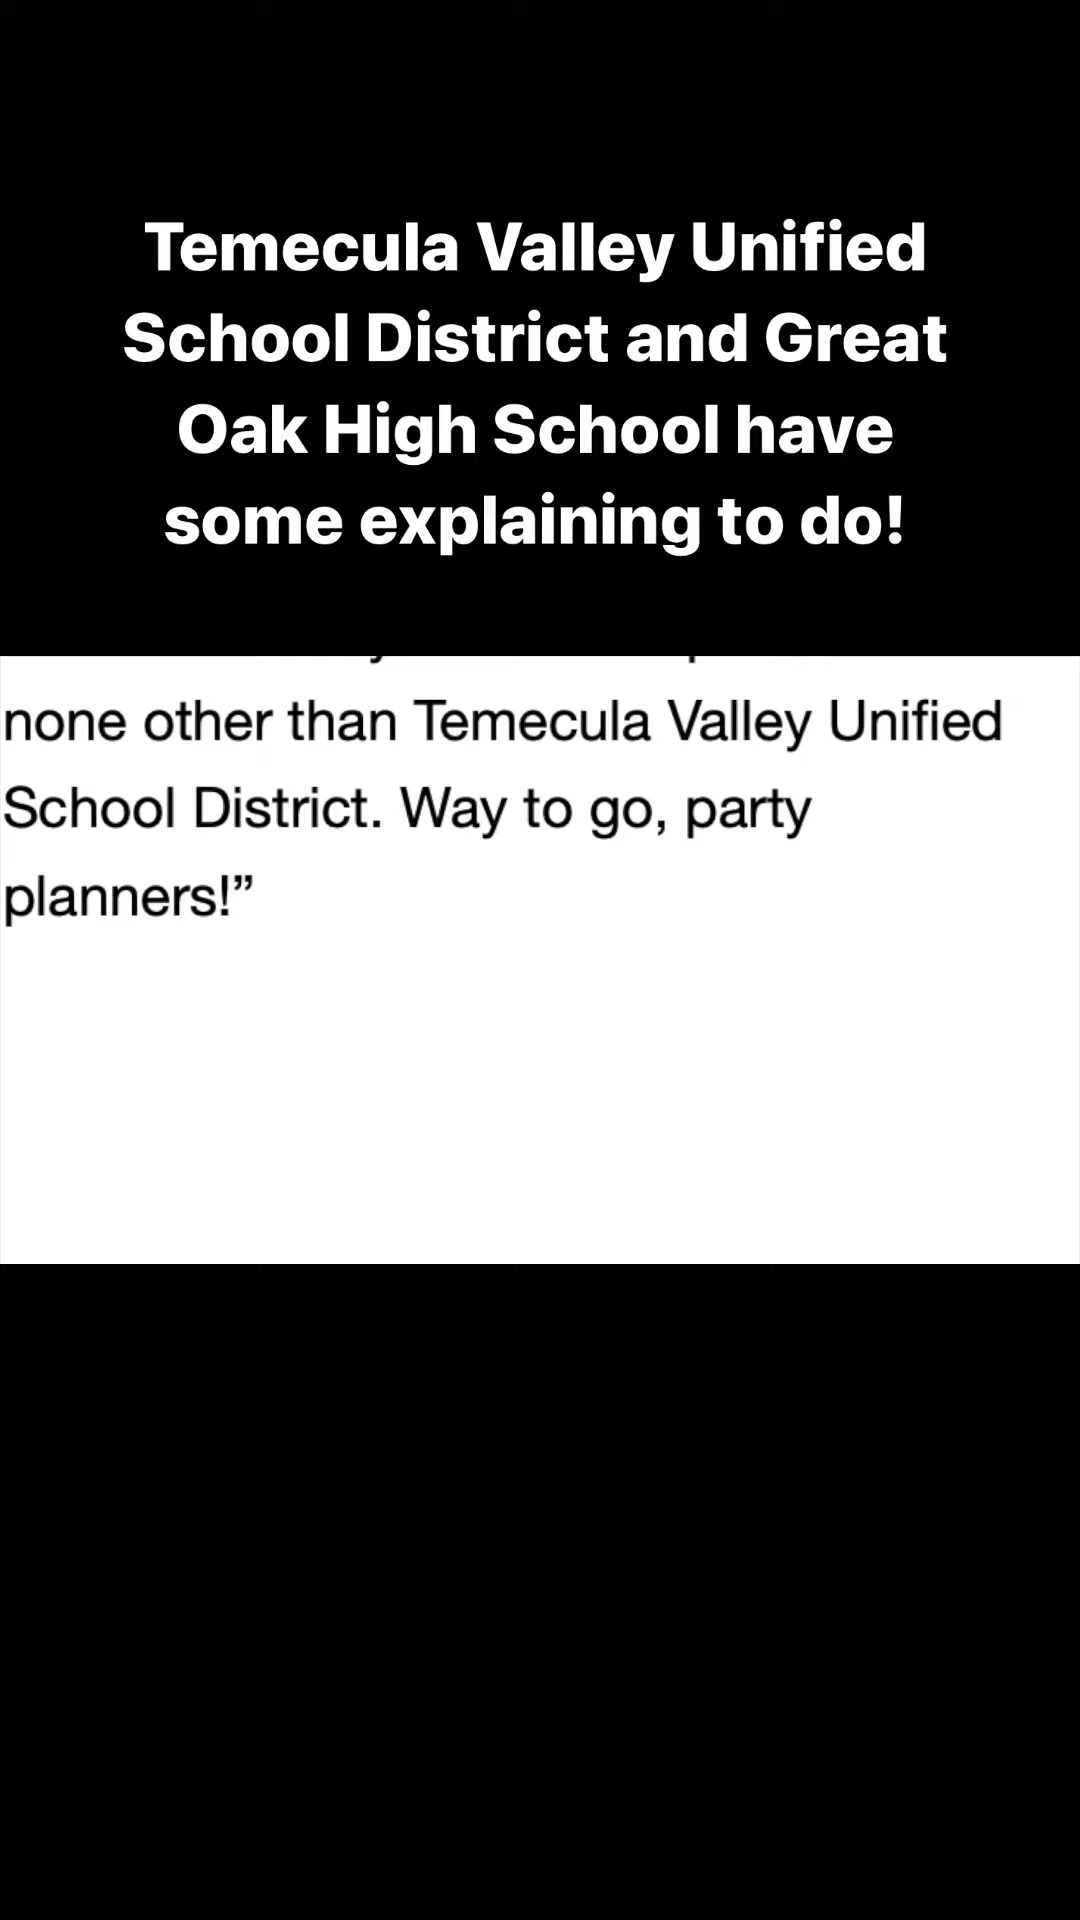 Temecula Valley Unified
School District and Great
Oak High School have
some explaining to do!
none other than Temecula Valley Unified
School District. Way to go, party
planners!”